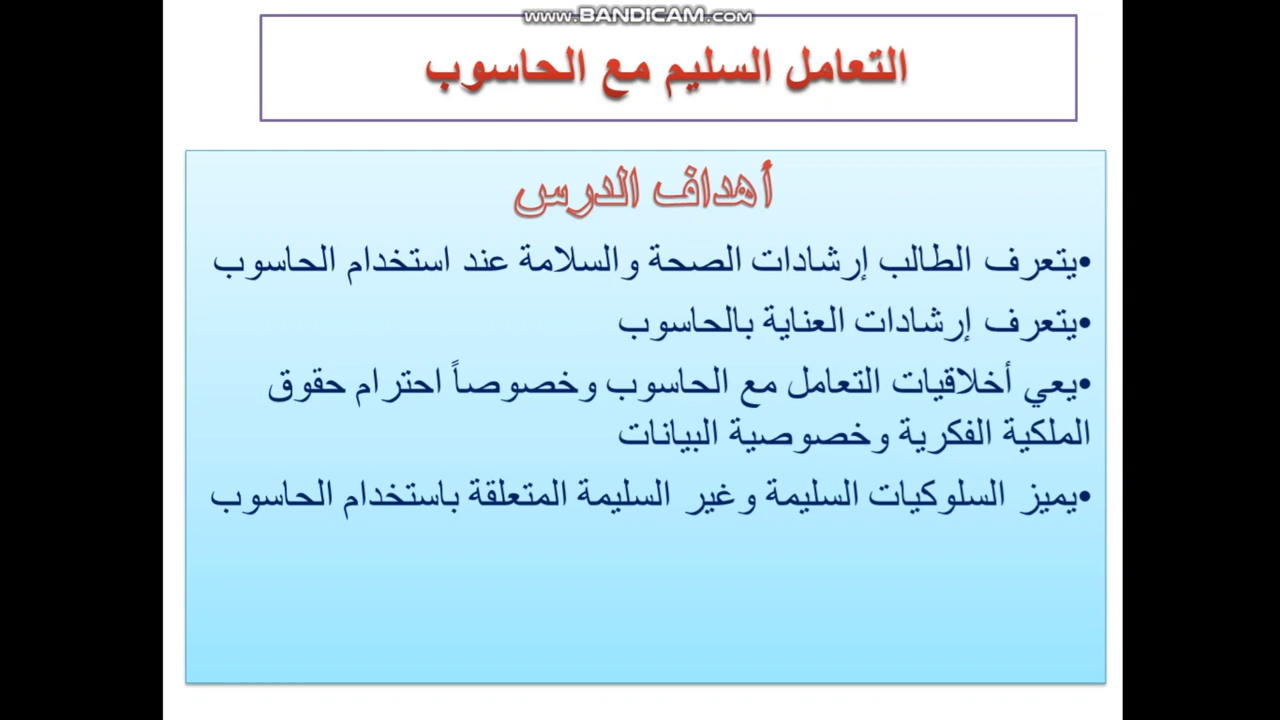 www.BANDICAM.com
التعامل السليم مع الحاسوب
أهداف الدرس
•يتعرف الطالب إرشادات الصحة والسلامة عند استخدام الحاسوب
•يتعرف إرشادات العناية بالحاسوب
•يعي أخلاقيات التعامل مع الحاسوب وخصوصاً احترام حقوق
الملكية الفكرية وخصوصية البيانات
•يميز السلوكيات السليمة وغير السليمة المتعلقة باستخدام الحاسوب